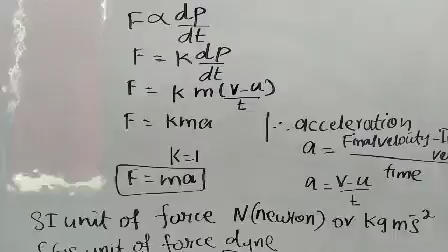 F ∝ dp/dt
F = K dp/dt
F = K m (v-u)/t
F = kma
K=1
F = ma
∵ acceleration
a = Final velocity - I
time
a = v-u/t
SI unit of force N(newton) or kgms⁻²
unit of force dyne